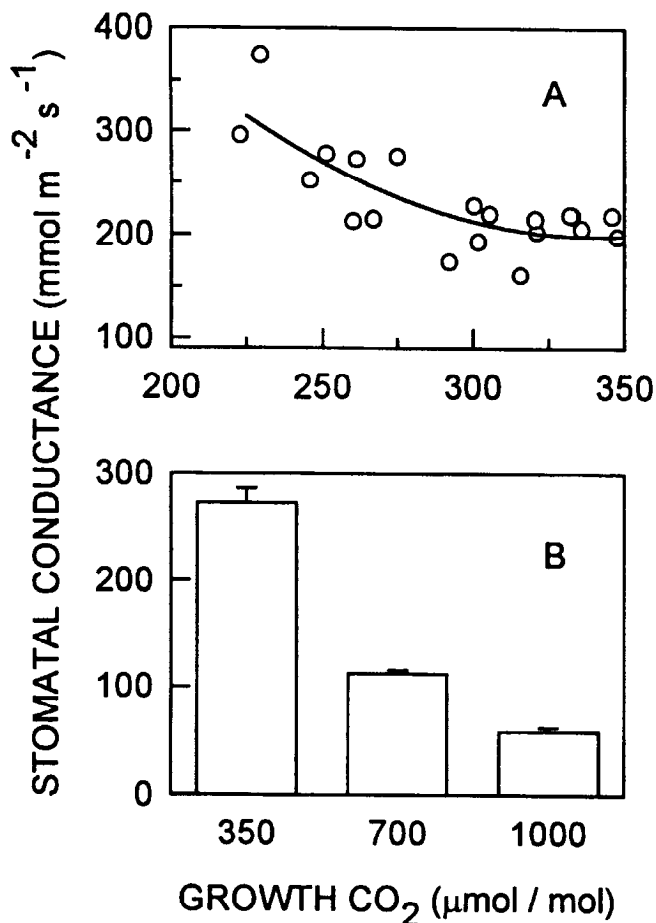 STOMATAL CONDUCTANCE (mmol m⁻² s⁻¹)
400
300
200
100
A
200 250 300 350
300
200
100
0
B
350 700 1000
GROWTH CO₂ (μmol / mol)